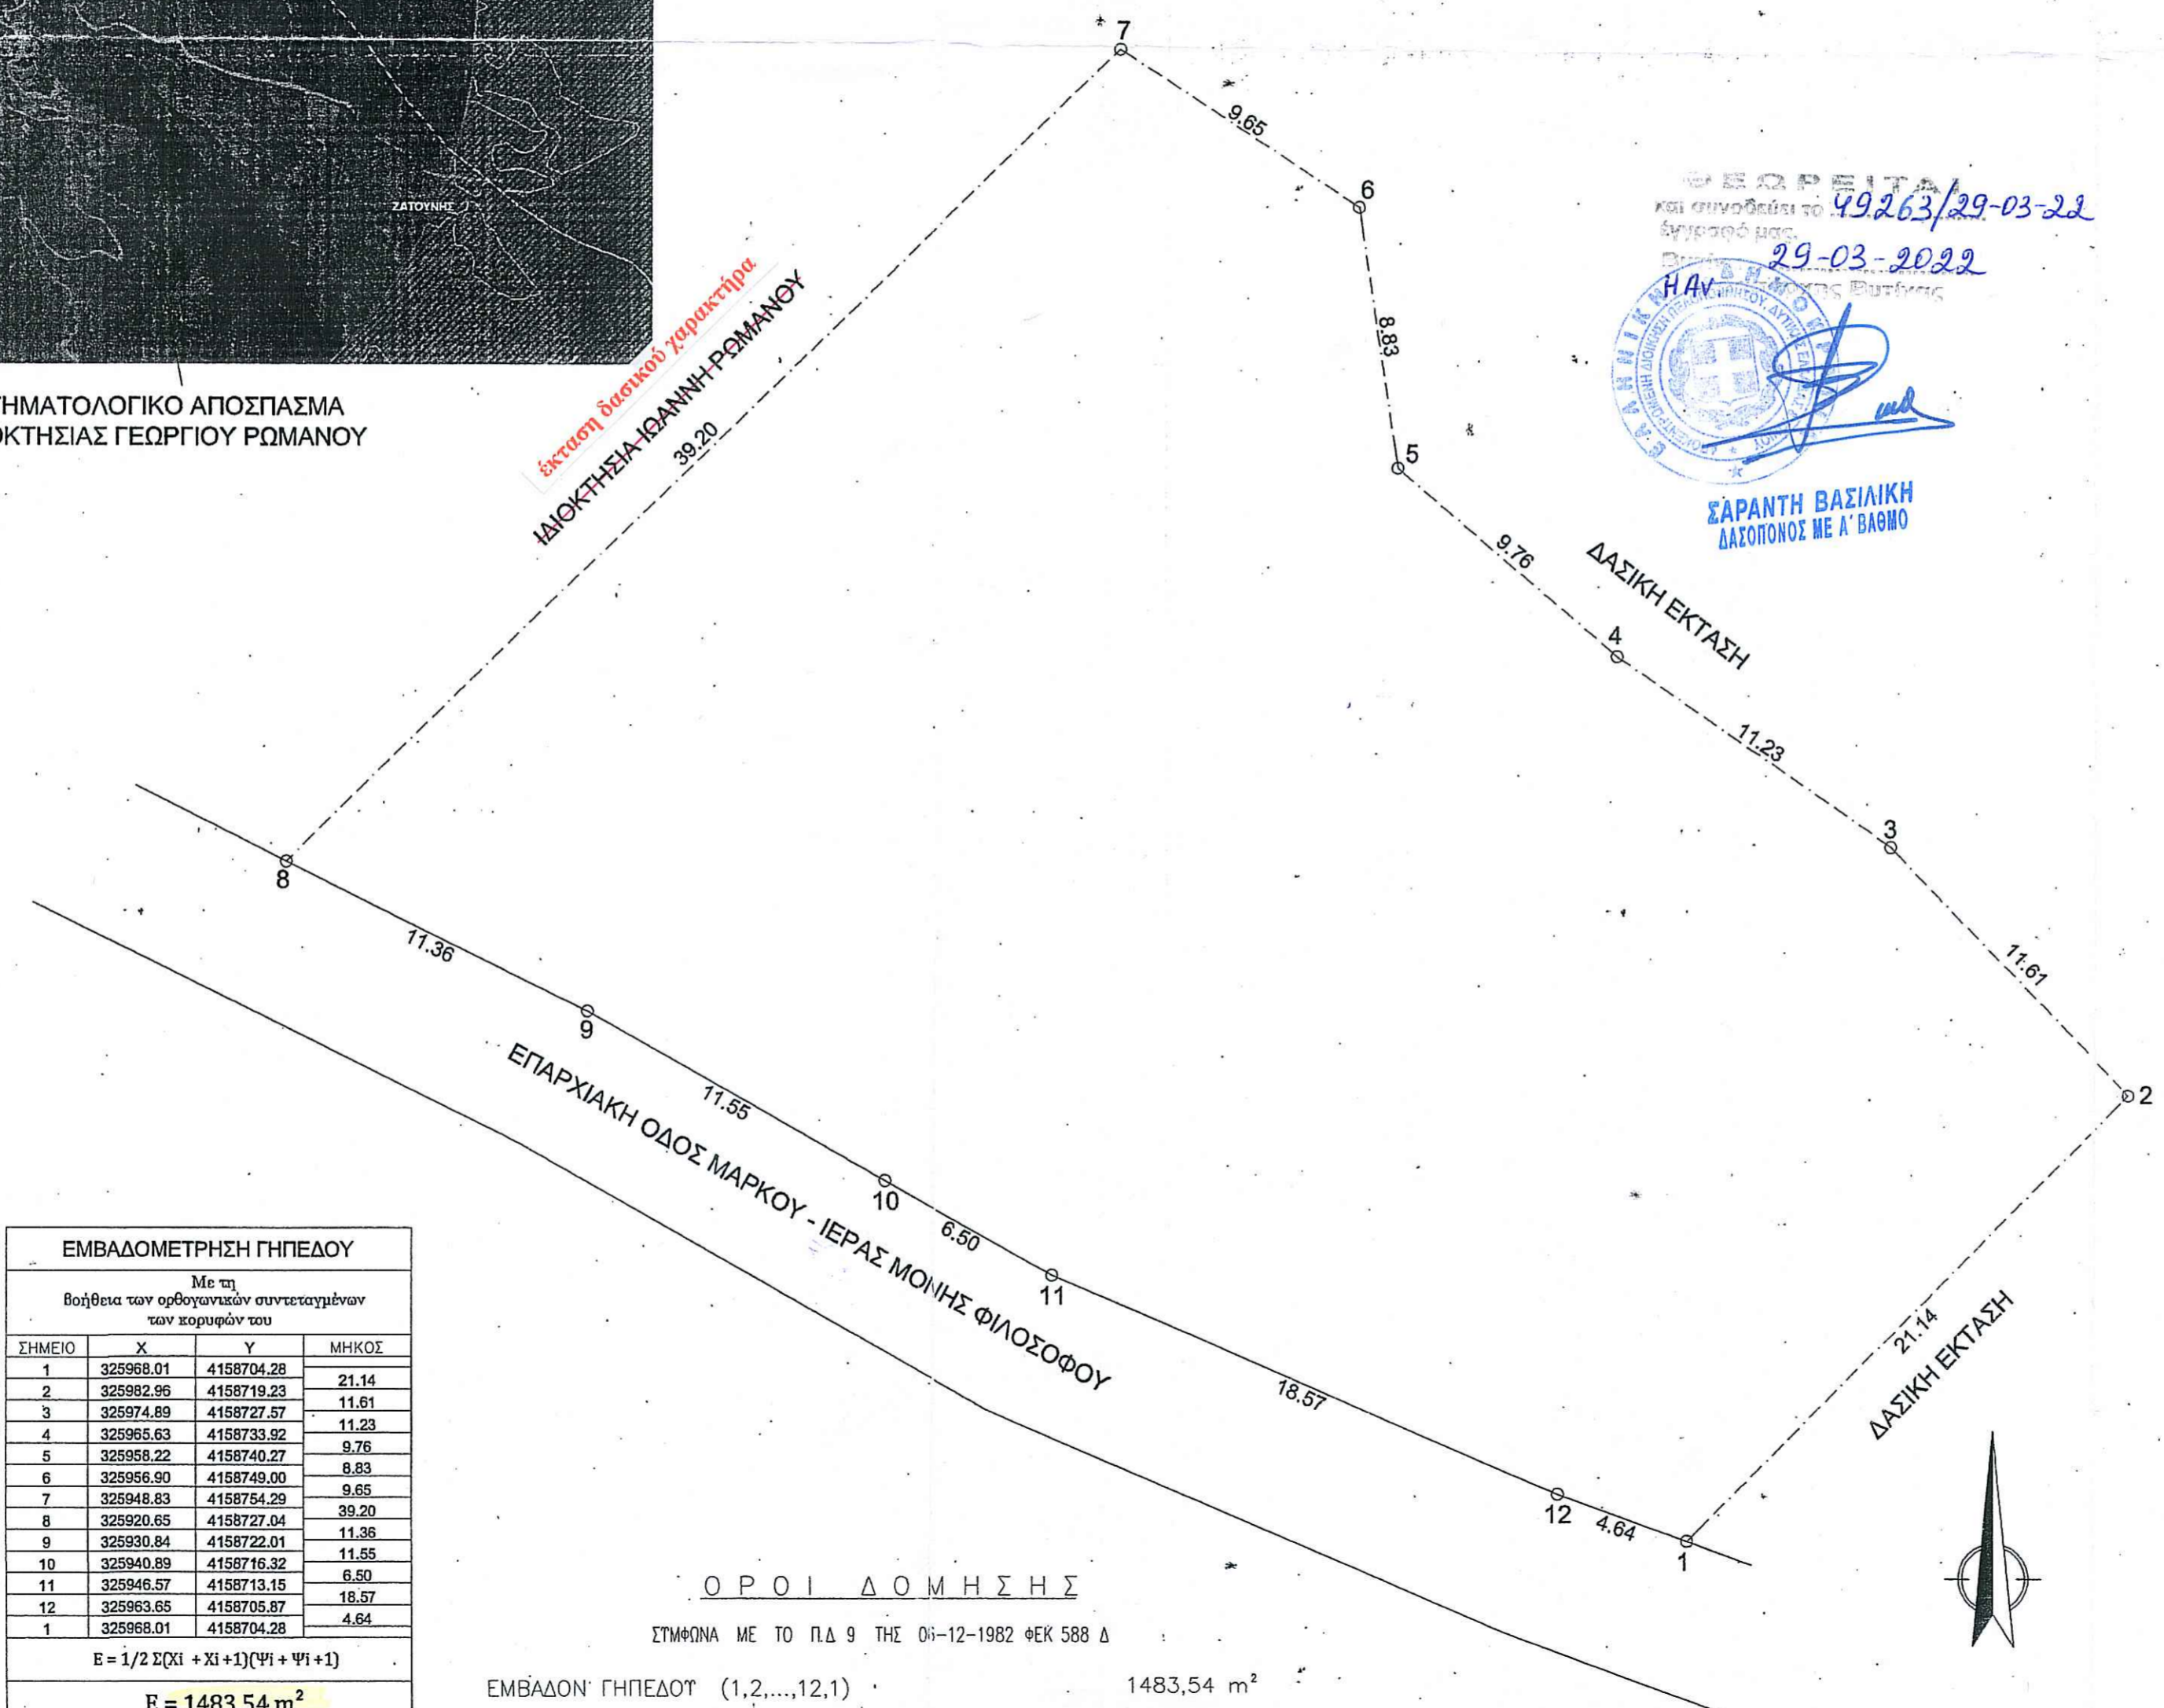 ΖΑΤΟΥΝΗΣ
ΤΗΜΑΤΟΛΟΓΙΚΟ ΑΠΟΣΠΑΣΜΑ
ΟΚΤΗΣΙΑΣ ΓΕΩΡΓΙΟΥ ΡΩΜΑΝΟΥ
έκταση δασικού χαρακτήρα
ΙΔΙΟΚΤΗΣΙΑ ΙΩΑΝΝΗ ΡΩΜΑΝΟΥ
39.20
7
9.65
6
8.83
5
9.76
4
ΔΑΣΙΚΗ ΕΚΤΑΣΗ
11.23
3
11.61
2
21.14
ΔΑΣΙΚΗ ΕΚΤΑΣΗ
1
4.64
12
18.57
11
6.50
10
11.55
9
11.36
8
ΕΠΑΡΧΙΑΚΗ ΟΔΟΣ ΜΑΡΚΟΥ - ΙΕΡΑΣ ΜΟΝΗΣ ΦΙΛΟΣΟΦΟΥ
ΘΕΩΡΕΙΤΑΙ
και συνοδεύει το 49263/29-03-22
έγγραφό μας.
29-03-2022
Η Αν
Βυτίνας
ΣΑΡΑΝΤΗ ΒΑΣΙΛΙΚΗ
ΔΑΣΟΠΟΝΟΣ ΜΕ Α' ΒΑΘΜΟ
ΕΜΒΑΔΟΜΕΤΡΗΣΗ ΓΗΠΕΔΟΥ
Με τη
βοήθεια των ορθογωνικών συντεταγμένων
των κορυφών του
ΣΗΜΕΙΟ X Y ΜΗΚΟΣ
1 325968.01 4158704.28
21.14
2 325982.96 4158719.23
11.61
3 325974.89 4158727.57
11.23
4 325965.63 4158733.92
9.76
5 325958.22 4158740.27
8.83
6 325956.90 4158749.00
9.65
7 325948.83 4158754.29
39.20
8 325920.65 4158727.04
11.36
9 325930.84 4158722.01
11.55
10 325940.89 4158716.32
6.50
11 325946.57 4158713.15
18.57
12 325963.65 4158705.87
4.64
1 325968.01 4158704.28
E = 1/2 Σ(Xi + Xi+1)(Ψi + Ψi+1)
E = 1483,54 m²
ΟΡΟΙ ΔΟΜΗΣΗΣ
ΣΥΜΦΩΝΑ ΜΕ ΤΟ Π.Δ 9 ΤΗΣ 06-12-1982 ΦΕΚ 588 Δ
ΕΜΒΑΔΟΝ ΓΗΠΕΔΟΥ (1,2,...,12,1) 1483,54 m²